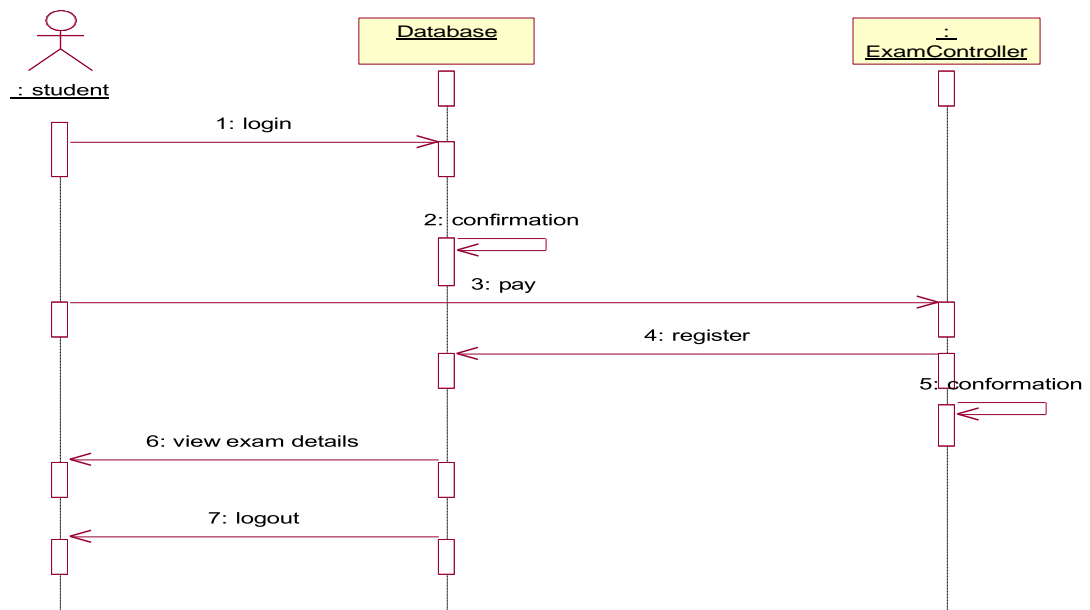 Database
:
ExamController
: student
1: login
2: confirmation
3: pay
4: register
5: conformation
6: view exam details
7: logout